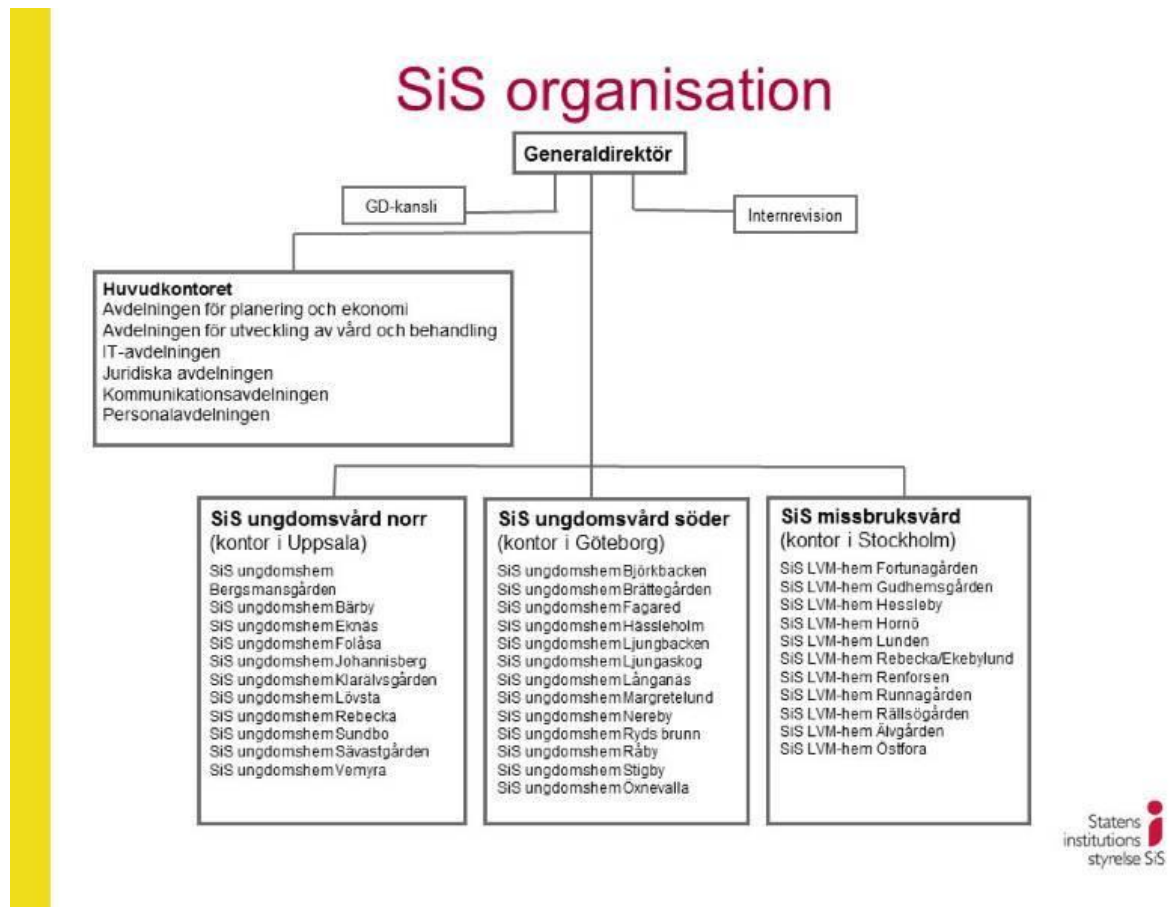 SiS organisation
Generaldirektör
GD-kansli
Internrevision
Huvudkontoret
Avdelningen för planering och ekonomi
Avdelningen för utveckling av vård och behandling
IT-avdelningen
Juridiska avdelningen
Kommunikationsavdelningen
Personalavdelningen
SiS ungdomsvård norr
(kontor i Uppsala)
SiS ungdomshem
Bergsmansgården
SiS ungdomshem Bärby
SiS ungdomshem Eknäs
SiS ungdomshem Folåsa
SiS ungdomshem Johannisberg
SiS ungdomshem Klarälvsgården
SiS ungdomshem Lövsta
SiS ungdomshem Rebecka
SiS ungdomshem Sundbo
SiS ungdomshem Sävastgården
SiS ungdomshem Vemyra
SiS ungdomsvård söder
(kontor i Göteborg)
SiS ungdomshem Björkbacken
SiS ungdomshem Brättegården
SiS ungdomshem Fagared
SiS ungdomshem Hässleholm
SiS ungdomshem Ljungbacken
SiS ungdomshem Ljungaskog
SiS ungdomshem Långanäs
SiS ungdomshem Margretelund
SiS ungdomshem Nereby
SiS ungdomshem Ryds brunn
SiS ungdomshem Råby
SiS ungdomshem Stigby
SiS ungdomshem Öxnevalla
SiS missbruksvård
(kontor i Stockholm)
SiS LVM-hem Fortunagården
SiS LVM-hem Gudhemsgården
SiS LVM-hem Hessleby
SiS LVM-hem Hornö
SiS LVM-hem Lunden
SiS LVM-hem Rebecka/Ekebylund
SiS LVM-hem Renforsen
SiS LVM-hem Runnagården
SiS LVM-hem Rällsögården
SiS LVM-hem Älvgården
SiS LVM-hem Östfora
Statens
institutions
styrelse SiS